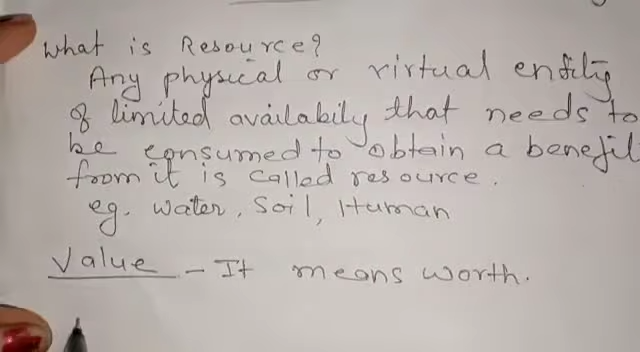 What is Resource?
Any physical or virtual entity
of limited availabily that needs to
be consumed to obtain a benefit
from it is called resource.
eg. Water, Soil, Human
Value - It means worth.